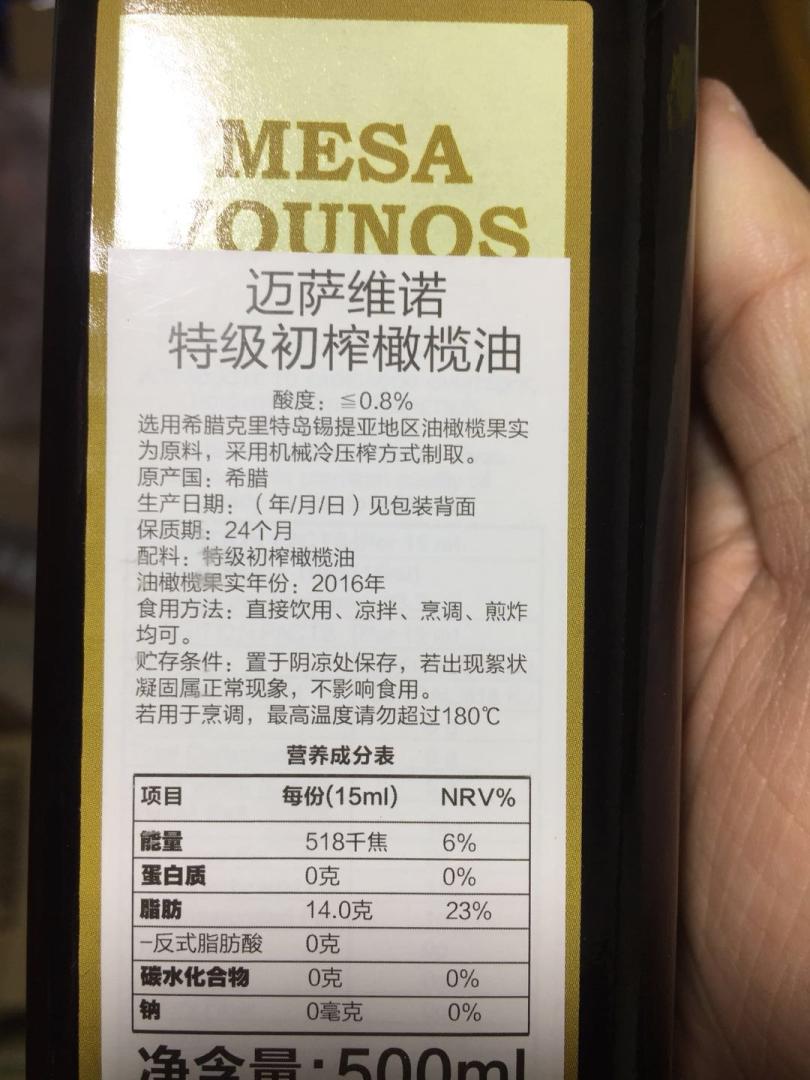 MESA
VOUNOS
迈萨维诺
特级初榨橄榄油
酸度：≦0.8%
选用希腊克里特岛锡提亚地区油橄榄果实
为原料，采用机械冷压榨方式制取。
原产国：希腊
生产日期：（年/月/日）见包装背面
保质期：24个月
配料：特级初榨橄榄油
油橄榄果实年份：2016年
食用方法：直接饮用、凉拌、烹调、煎炸
均可。
贮存条件：置于阴凉处保存，若出现絮状
凝固属正常现象，不影响食用。
若用于烹调，最高温度请勿超过180℃
营养成分表
项目 每份(15ml) NRV%
能量 518千焦 6%
蛋白质 0克 0%
脂肪 14.0克 23%
-反式脂肪酸 0克
碳水化合物 0克 0%
钠 0毫克 0%
净含量:500ml